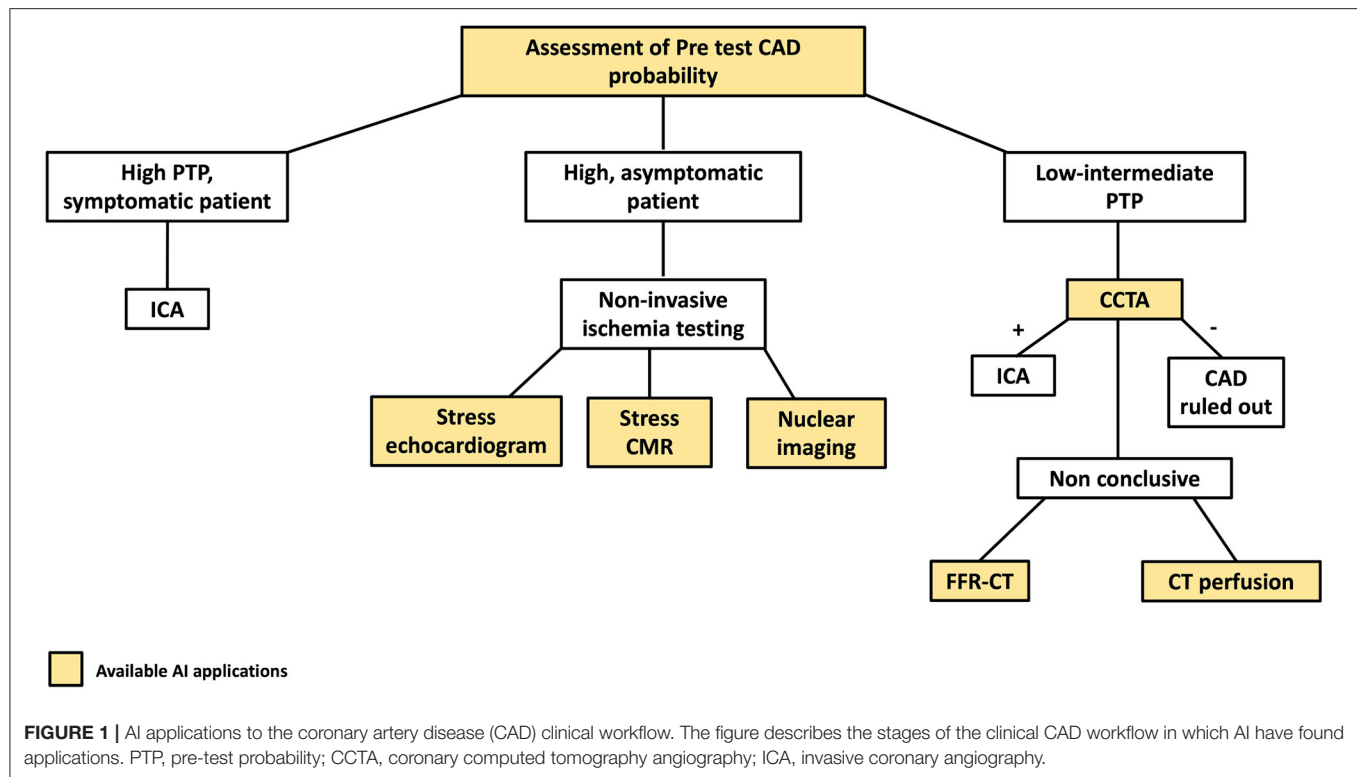 Assessment of Pre test CAD
probability
High PTP,
symptomatic patient
High, asymptomatic
patient
Low-intermediate
PTP
ICA
Non-invasive
ischemia testing
CCTA
+
-
ICA
CAD
ruled out
Stress
echocardiogram
Stress
CMR
Nuclear
imaging
Non conclusive
FFR-CT
CT perfusion
Available AI applications
FIGURE 1 | AI applications to the coronary artery disease (CAD) clinical workflow. The figure describes the stages of the clinical CAD workflow in which AI have found
applications. PTP, pre-test probability; CCTA, coronary computed tomography angiography; ICA, invasive coronary angiography.